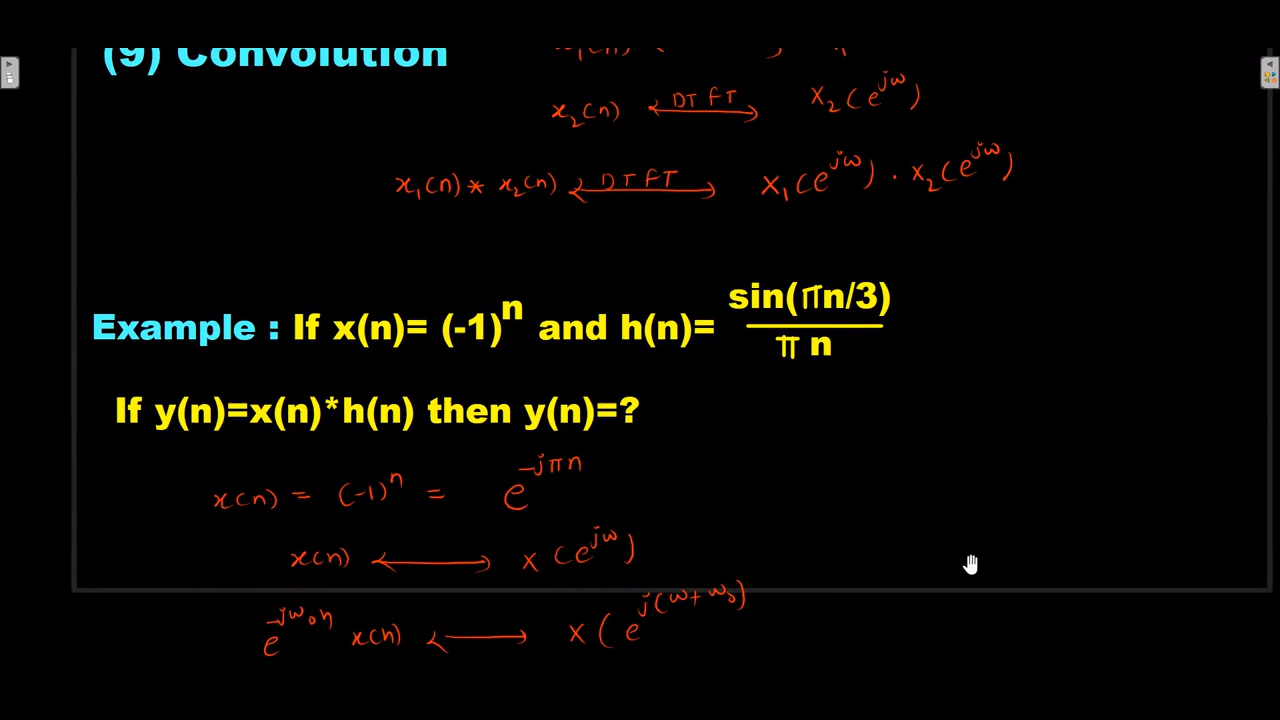 (9) Convolution
x₂(n) DTFT X₂(e^jω)
x₁(n) * x₂(n) DTFT X₁(e^jω) . X₂(e^jω)
Example : If x(n)= (-1)^n and h(n)= sin(πn/3) / π n
If y(n)=x(n)*h(n) then y(n)=?
x(n) = (-1)^n = e^-jπn
x(n) ⟷ X(e^jω)
e^-jω₀n x(n) ⟷ X(e^j(ω+ω₀)